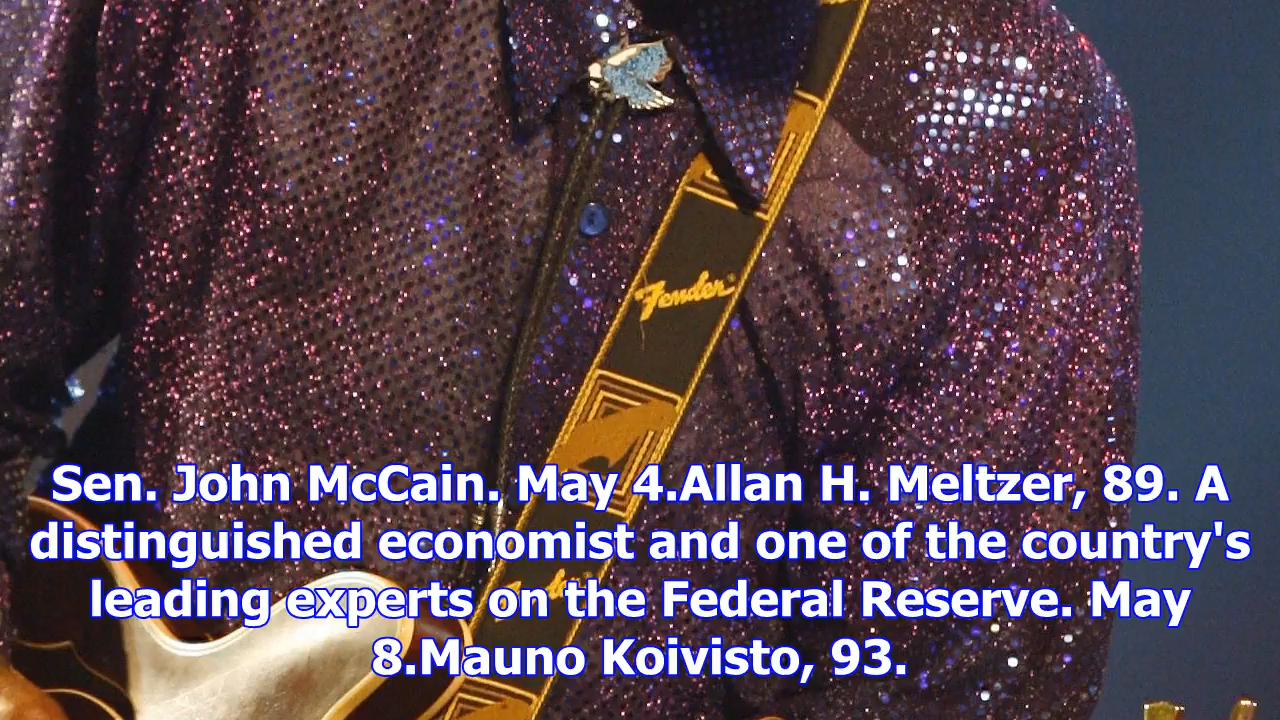 Fender
Sen. John McCain. May 4.Allan H. Meltzer, 89. A
distinguished economist and one of the country's
leading experts on the Federal Reserve. May
8.Mauno Koivisto, 93.